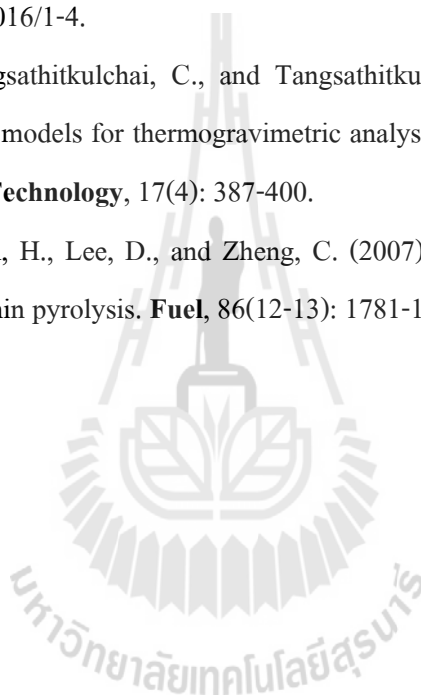 016/1-4.
gsathitkulchai, C., and Tangsathitku
models for thermogravimetric analys
Technology, 17(4): 387-400.
, H., Lee, D., and Zheng, C. (2007)
in pyrolysis. Fuel, 86(12-13): 1781-1
มหาวิทยาลัยเทคโนโลยีสุรนารี